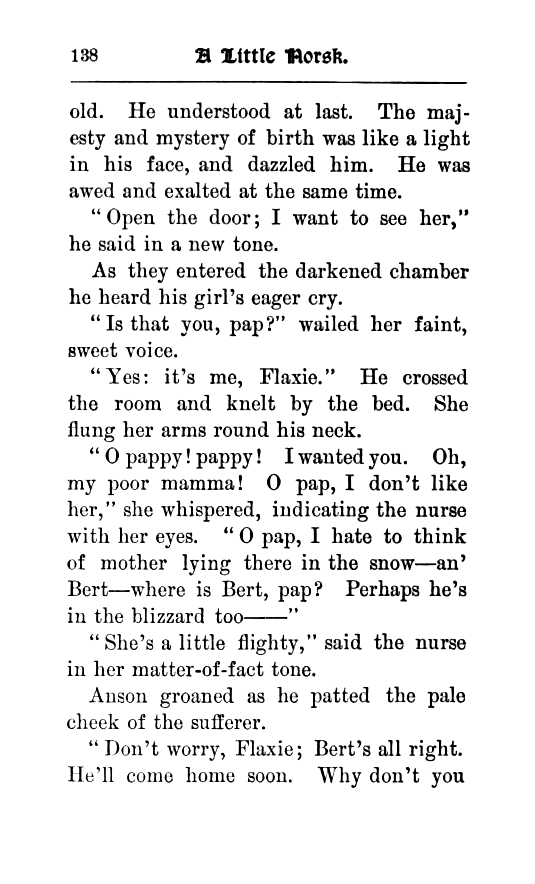 138 A Little Norsk.
old. He understood at last. The maj-
esty and mystery of birth was like a light
in his face, and dazzled him. He was
awed and exalted at the same time.
"Open the door; I want to see her,"
he said in a new tone.
As they entered the darkened chamber
he heard his girl's eager cry.
"Is that you, pap?" wailed her faint,
sweet voice.
"Yes: it's me, Flaxie." He crossed
the room and knelt by the bed. She
flung her arms round his neck.
"O pappy! pappy! I wanted you. Oh,
my poor mamma! O pap, I don't like
her," she whispered, indicating the nurse
with her eyes. "O pap, I hate to think
of mother lying there in the snow—an'
Bert—where is Bert, pap? Perhaps he's
in the blizzard too——"
"She's a little flighty," said the nurse
in her matter-of-fact tone.
Anson groaned as he patted the pale
cheek of the sufferer.
"Don't worry, Flaxie; Bert's all right.
He'll come home soon. Why don't you